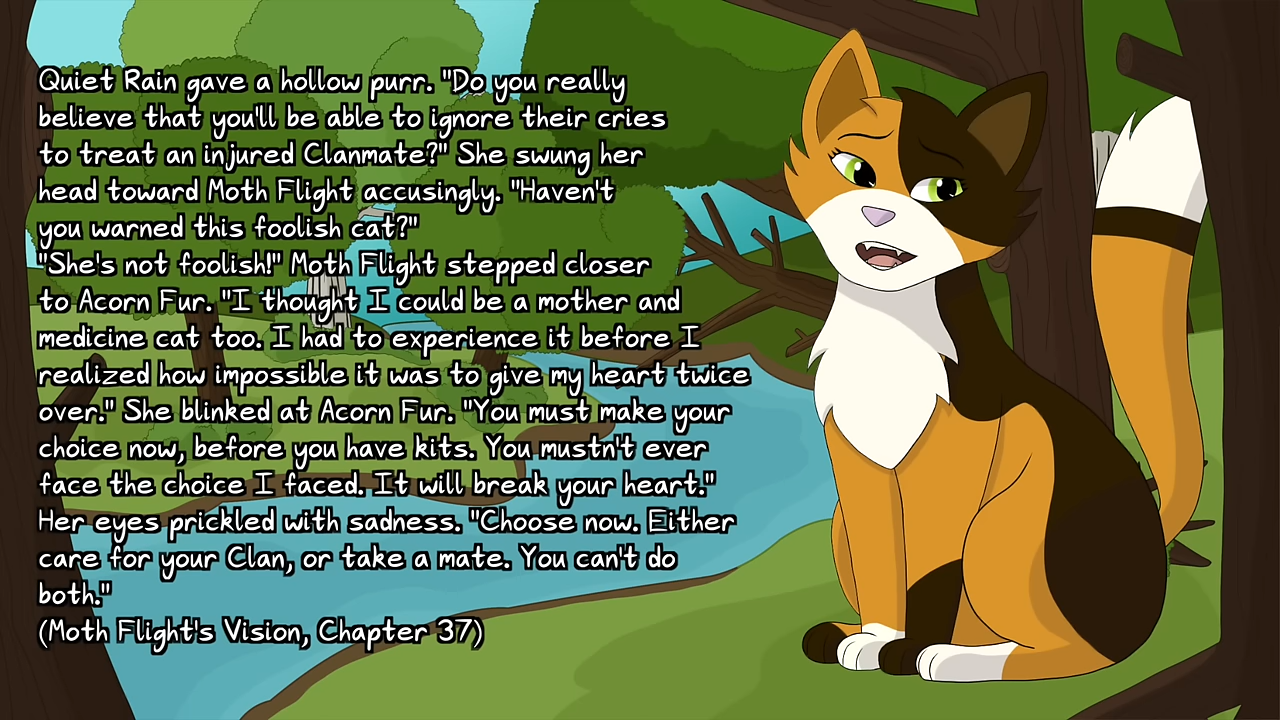 Quiet Rain gave a hollow purr. "Do you really
believe that you'll be able to ignore their cries
to treat an injured Clanmate?" She swung her
head toward Moth Flight accusingly. "Haven't
you warned this foolish cat?"
"She's not foolish!" Moth Flight stepped closer
to Acorn Fur. "I thought I could be a mother and
medicine cat too. I had to experience it before I
realized how impossible it was to give my heart twice
over." She blinked at Acorn Fur. "You must make your
choice now, before you have kits. You mustn't ever
face the choice I faced. It will break your heart."
Her eyes prickled with sadness. "Choose now. Either
care for your Clan, or take a mate. You can't do
both."
(Moth Flight's Vision, Chapter 37)